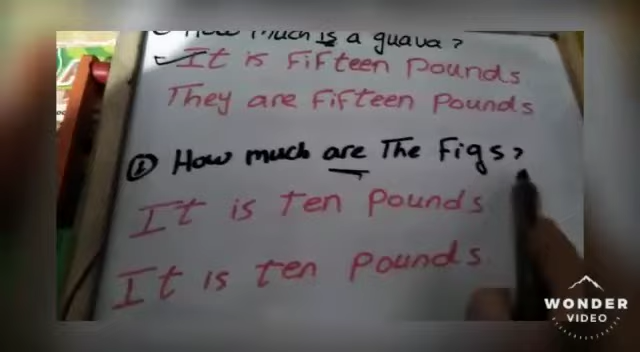 How much is a guava?
It is Fifteen Pounds
They are Fifteen Pounds
① How much are The Figs?
It is Ten Pounds
It is ten Pounds
WONDER
VIDEO